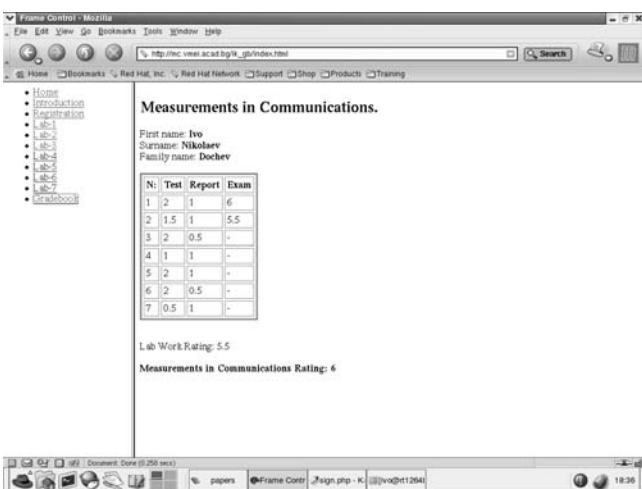 Frame Control - Mozilla
File Edit View Go Bookmarks Tools Window Help
http://mc.vmei.acad.bg/lk_gb/index.html
Search
Home Bookmarks Red Hat, Inc. Red Hat Network Support Shop Products Training
Home
Introduction
Registration
Lab-1
Lab-2
Lab-3
Lab-4
Lab-5
Lab-6
Lab-7
Gradebook
Measurements in Communications.
First name: Ivo
Surname: Nikolaev
Family name: Dochev
N: Test Report Exam
1 2 1 6
2 1.5 1 5.5
3 2 0.5 -
4 1 1 -
5 2 1 -
6 2 0.5 -
7 0.5 1 -
Lab Work Rating: 5.5
Measurements in Communications Rating: 6
Document: Done (0.258 secs)
papers Frame Contr sign.php - K
18:36